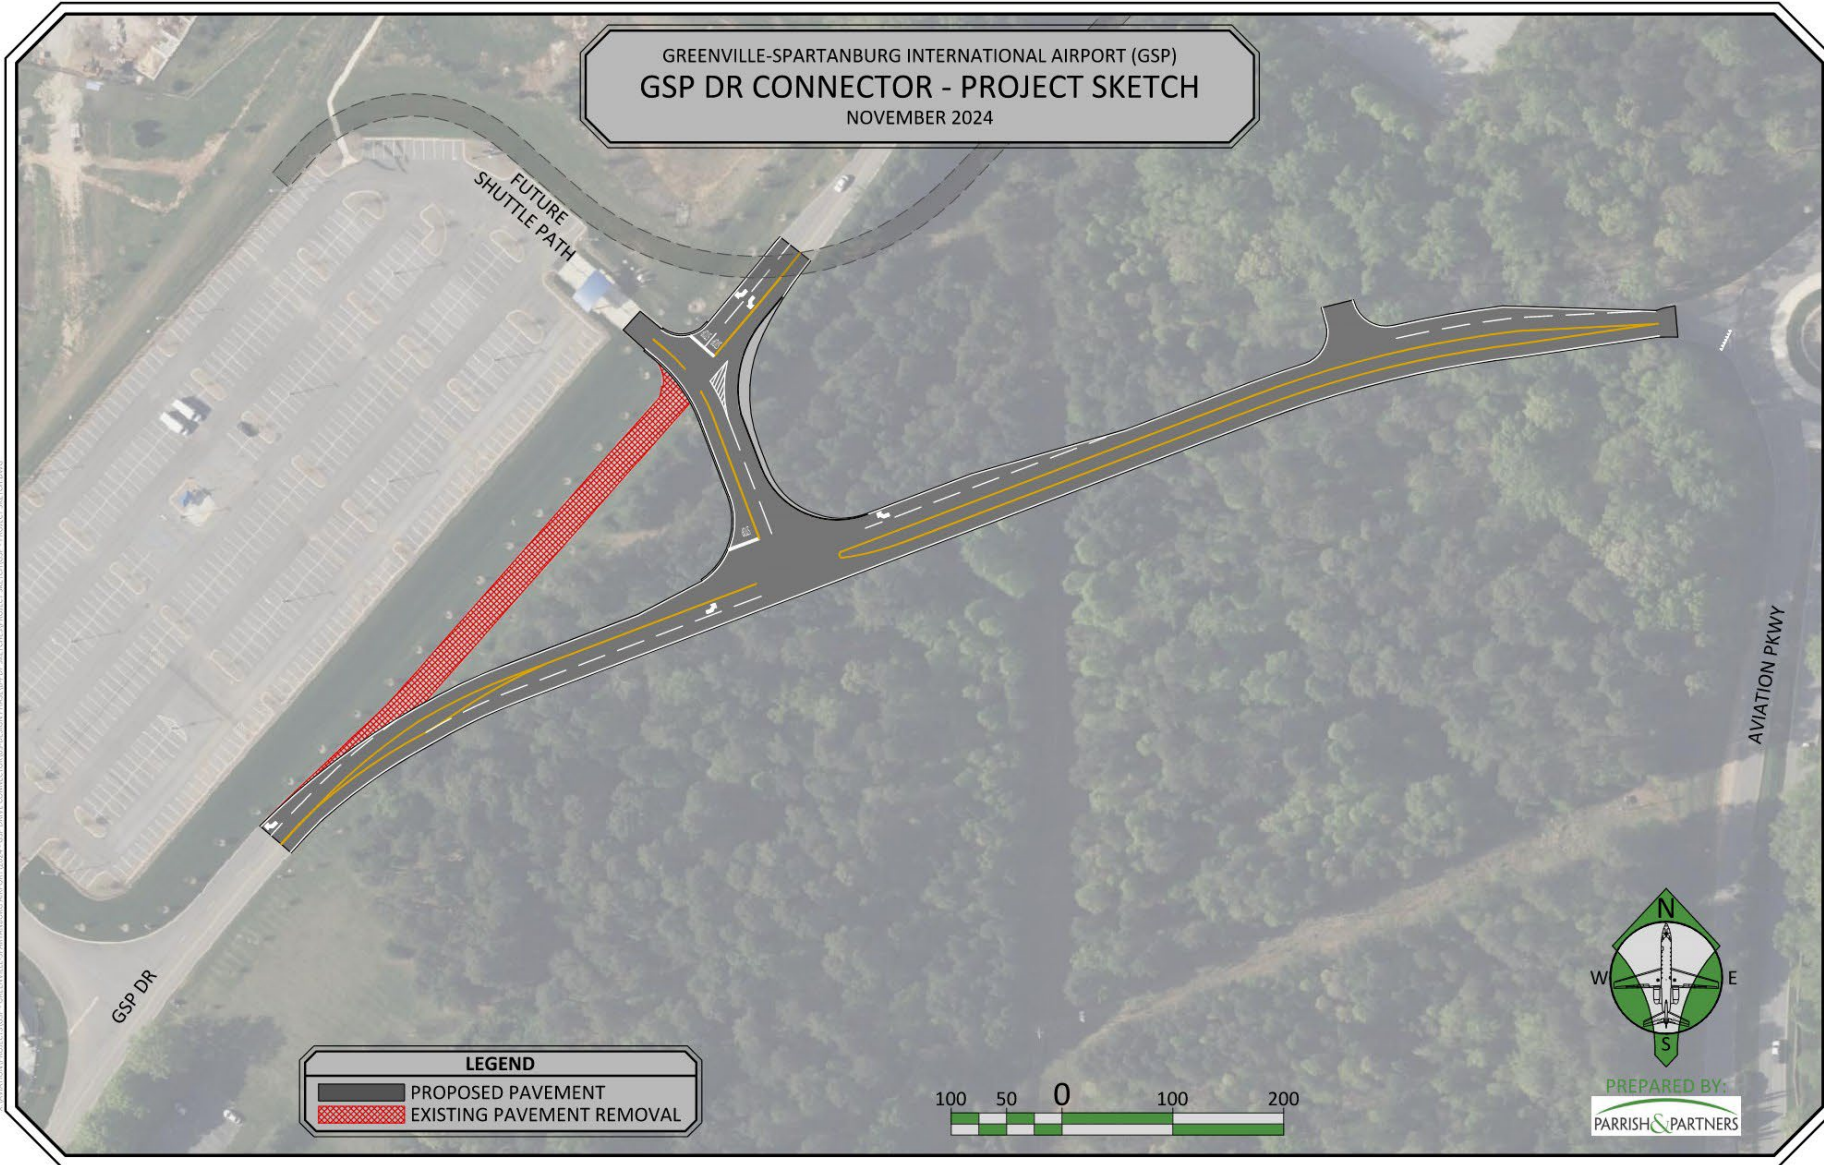 GREENVILLE-SPARTANBURG INTERNATIONAL AIRPORT (GSP)
GSP DR CONNECTOR - PROJECT SKETCH
NOVEMBER 2024
FUTURE
SHUTTLE PATH
AVIATION PKWY
GSP DR
N
W
E
S
LEGEND
PROPOSED PAVEMENT
EXISTING PAVEMENT REMOVAL
100 50 0 100 200
PREPARED BY:
PARRISH&PARTNERS